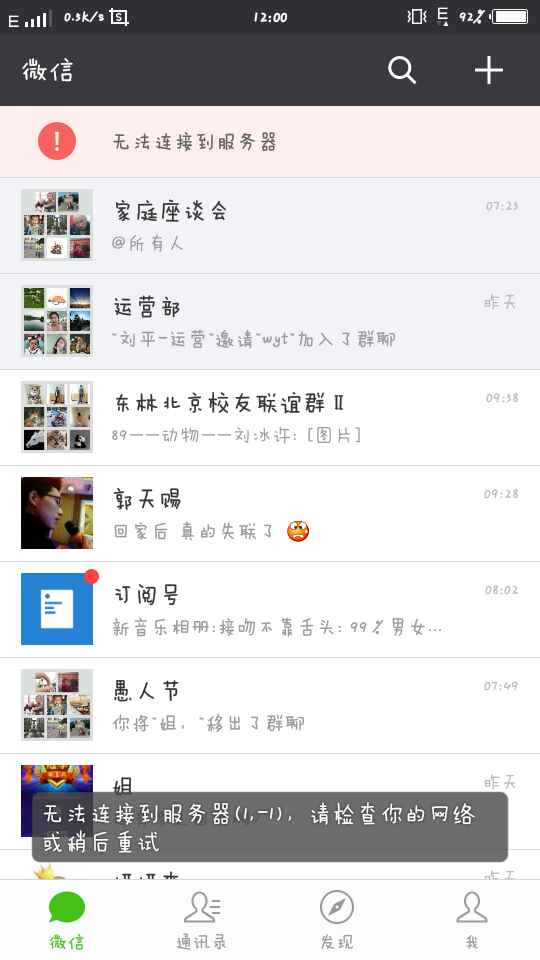 E 0.3k/s S 12:00 E 92%
微信
! 无法连接到服务器
家庭座谈会 07:23
@所有人
运营部 昨天
"刘平-运营"邀请"wyt"加入了群聊
东林北京校友联谊群Ⅱ 09:38
89——动物——刘冰许: [图片]
郭天赐 09:28
回家后 真的失联了
订阅号 08:02
新音乐相册:接吻不靠舌头: 99%男女...
愚人节 07:49
你将"姐，"移出了群聊
姐 昨天
无法连接到服务器(1,-1)，请检查你的网络
或稍后重试
昨天
微信 通讯录 发现 我